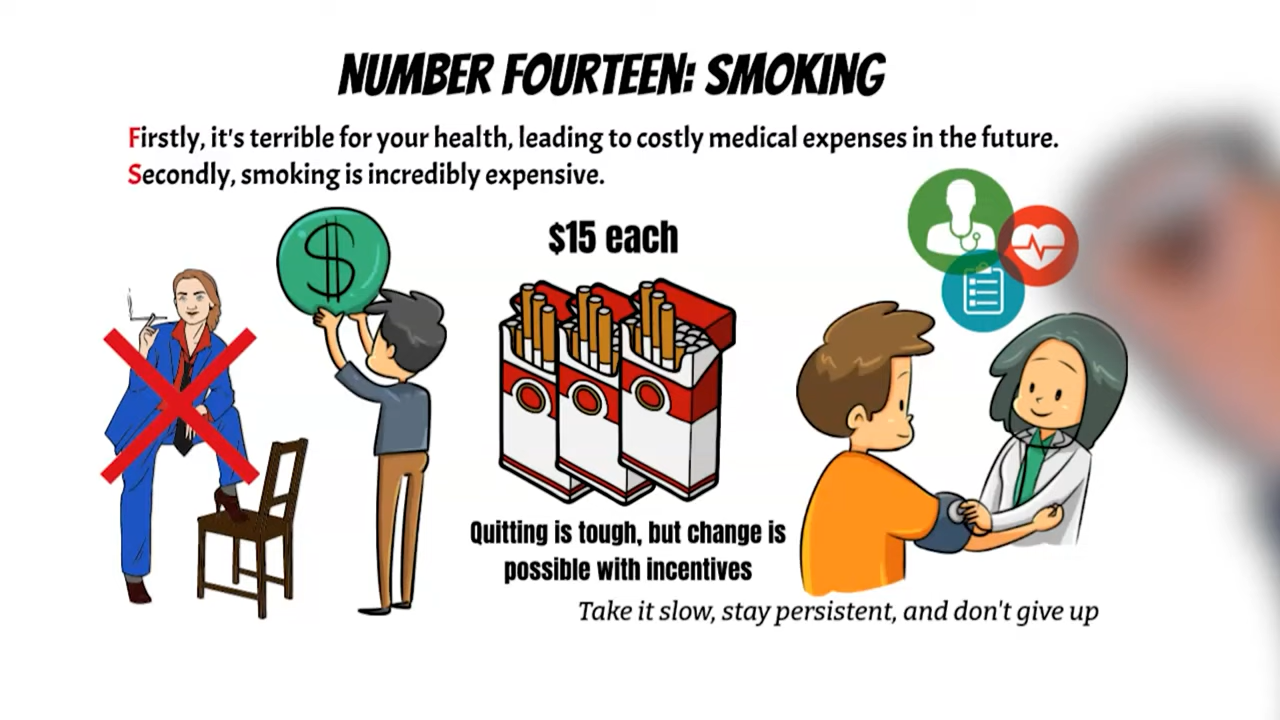 NUMBER FOURTEEN: SMOKING
Firstly, it's terrible for your health, leading to costly medical expenses in the future.
Secondly, smoking is incredibly expensive.
$15 each
Quitting is tough, but change is
possible with incentives
Take it slow, stay persistent, and don't give up